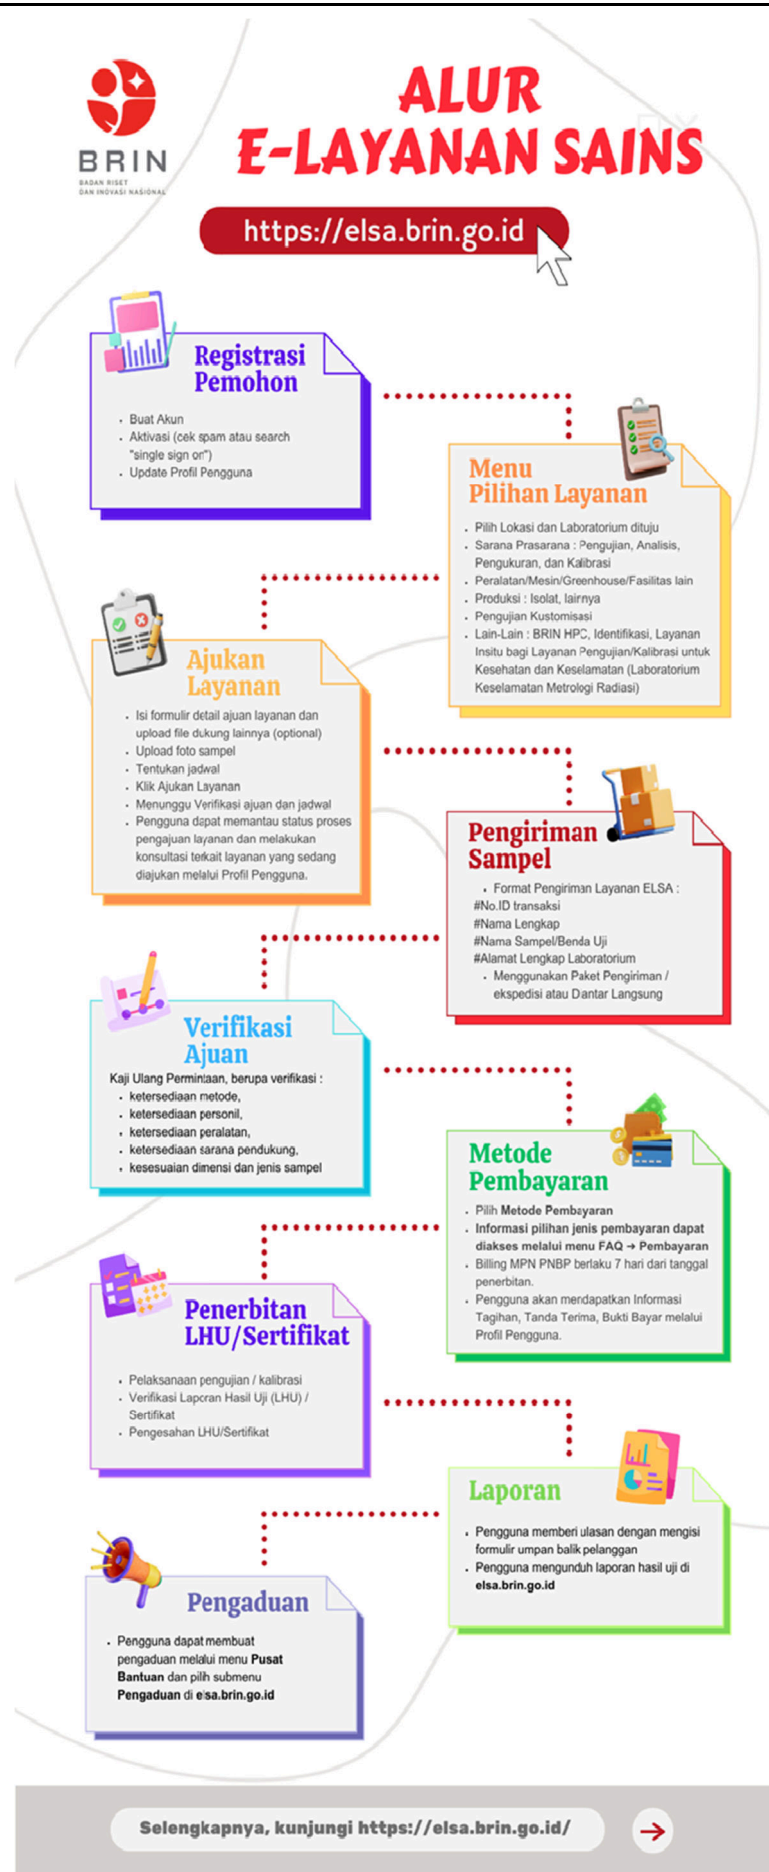 BRIN
BADAN RISET
DAN INOVASI NASIONAL
ALUR
E-LAYANAN SAINS
https://elsa.brin.go.id
Registrasi
Pemohon
• Buat Akun
• Aktivasi (cek spam atau search
"single sign on")
• Update Profil Pengguna
Menu
Pilihan Layanan
• Pilih Lokasi dan Laboratorium dituju
• Sarana Prasarana : Pengujian, Analisis,
Pengukuran, dan Kalibrasi
• Peralatan/Mesin/Greenhouse/Fasilitas lain
• Produksi : Isolat, lairnya
• Pengujian Kustomisasi
• Lain-Lain : BRIN HPC, Identifikasi, Layanan
Insitu bagi Layanan Pengujian/Kalibrasi untuk
Kesehatan dan Keselamatan (Laboratorium
Keselamatan Metrologi Radiasi)
Ajukan
Layanan
• Isi formulir detail ajuan layanan dan
upload file dukung lainnya (optional)
• Upload foto sampel
• Tentukan jadwal
• Klik Ajukan Layanan
• Menunggu Verifikasi ajuan dan jadwal
• Pengguna dapat memantau status proses
pengajuan layanan dan melakukan
konsultasi terkait layanan yang sedang
diajukan melalui Profil Pengguna.
Pengiriman
Sampel
• Format Pengiriman Layanan ELSA :
#No.ID transaksi
#Nama Lengkap
#Nama Sampel/Benda Uji
#Alamat Lengkap Laboratorium
• Menggunakan Paket Pengiriman /
ekspedisi atau Diantar Langsung
Verifikasi
Ajuan
Kaji Ulang Permintaan, berupa verifikasi :
• ketersediaan metode,
• ketersediaan personil,
• ketersediaan peralatan,
• ketersediaan sarana pendukung,
• kesesuaian dimensi dan jenis sampel
Metode
Pembayaran
• Pilih Metode Pembayaran
• Informasi pilihan jenis pembayaran dapat
diakses melalui menu FAQ → Pembayaran
• Billing MPN PNBP berlaku 7 hari dari tanggal
penerbitan.
• Pengguna akan merdapatkan Informasi
Tagihan, Tanda Terima, Bukti Bayar melalui
Profil Pengguna.
Penerbitan
LHU/Sertifikat
• Pelaksanaan pengujian / kalibrasi
• Verifikasi Laporan Hasil Uji (LHU) /
Sertifikat
• Pengesahan LHU/Sertifikat
Laporan
• Pengguna memberi ulasan dengan mengisi
formulir umpan balik pelanggan
• Pengguna mengunduh laporan hasil uji di
elsa.brin.go.id
Pengaduan
• Pengguna dapat membuat
pengaduan melalui menu Pusat
Bantuan dan pilih submenu
Pengaduan di elsa.brin.go.id
Selengkapnya, kunjungi https://elsa.brin.go.id/